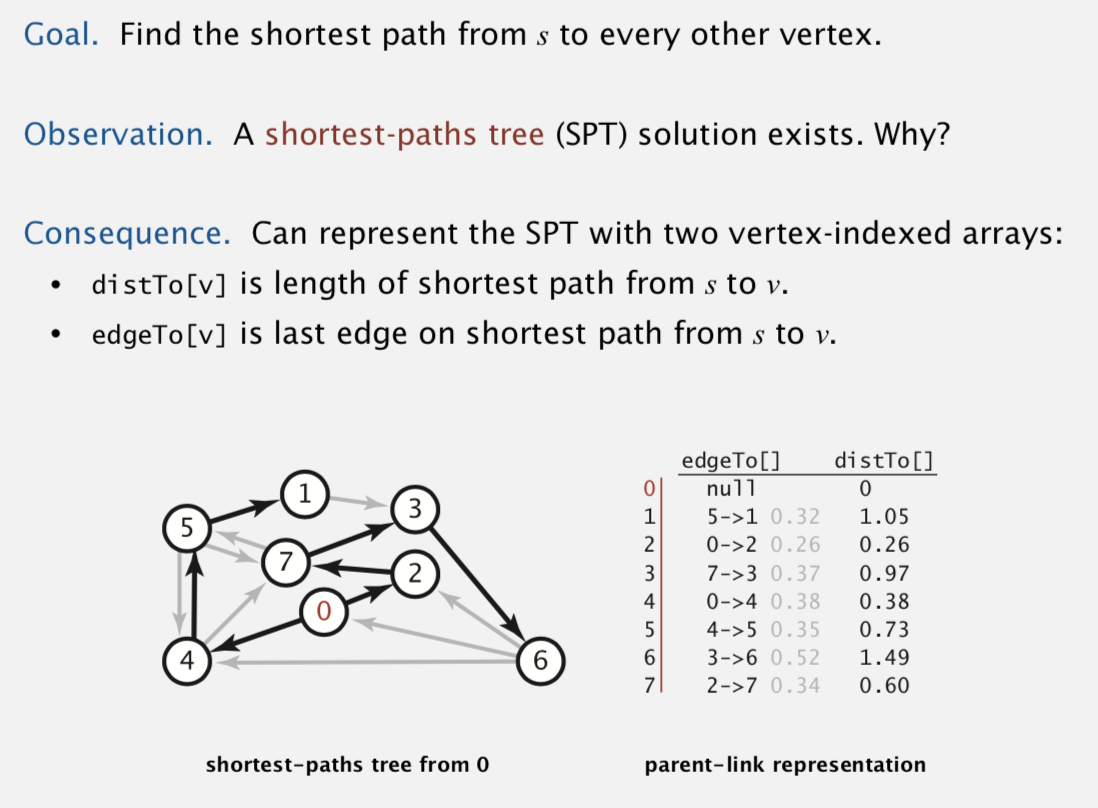 Goal. Find the shortest path from s to every other vertex.
Observation. A shortest-paths tree (SPT) solution exists. Why?
Consequence. Can represent the SPT with two vertex-indexed arrays:
• distTo[v] is length of shortest path from s to v.
• edgeTo[v] is last edge on shortest path from s to v.
1
3
5
7
2
0
4
6
shortest-paths tree from 0
edgeTo[] distTo[]
0 null 0
1 5->1 0.32 1.05
2 0->2 0.26 0.26
3 7->3 0.37 0.97
4 0->4 0.38 0.38
5 4->5 0.35 0.73
6 3->6 0.52 1.49
7 2->7 0.34 0.60
parent-link representation